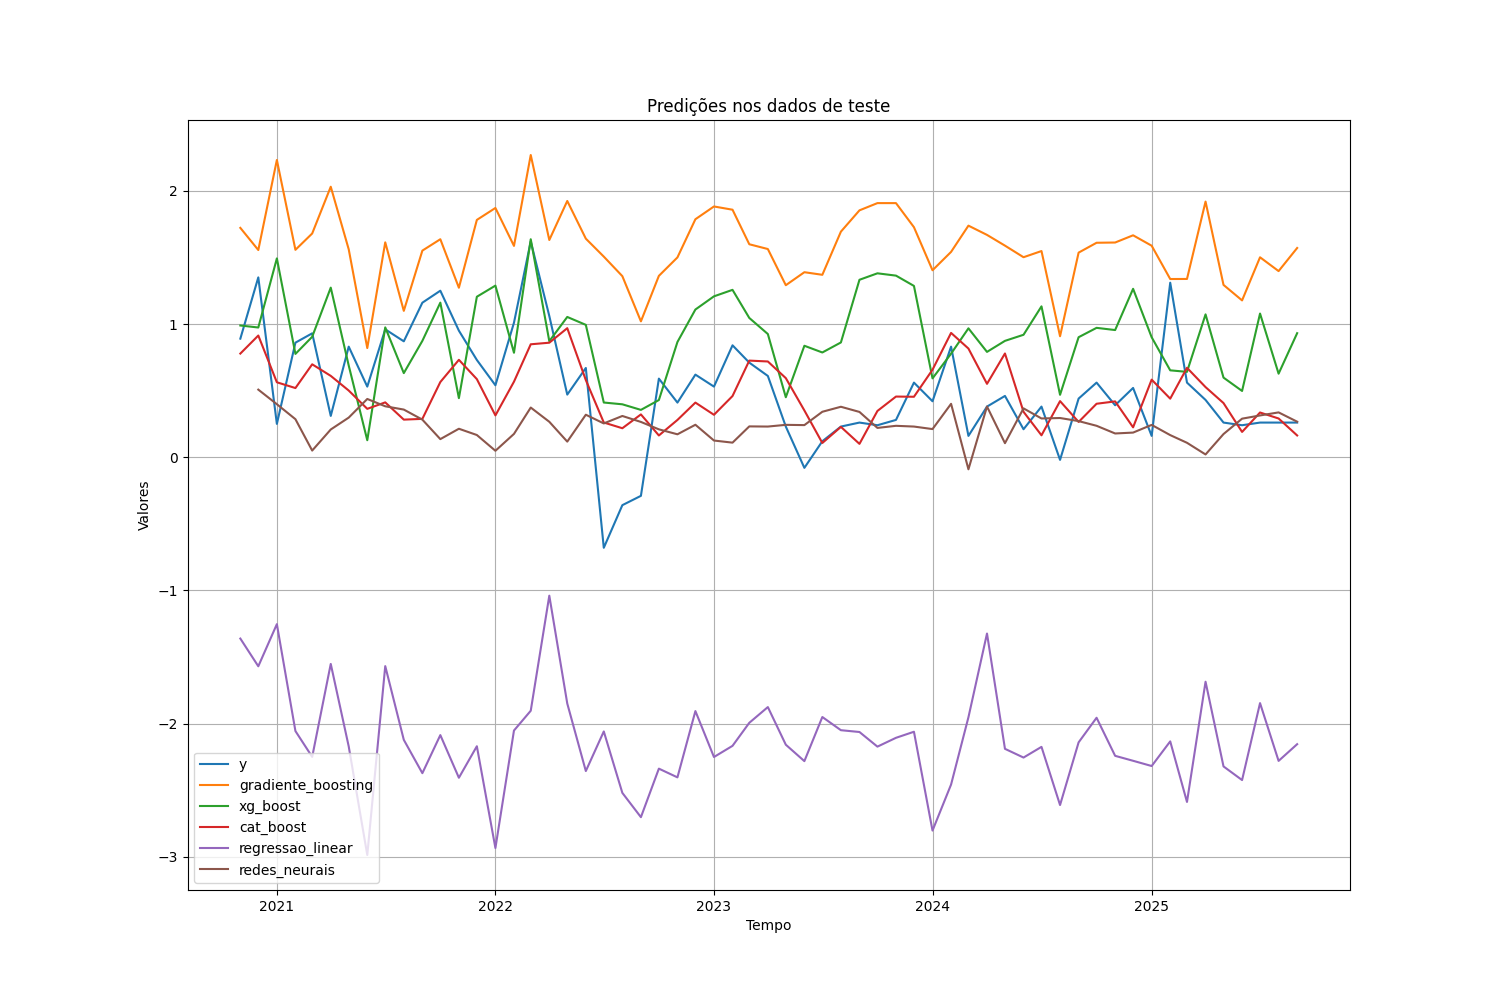 Predições nos dados de teste
Valores
2
1
0
−1
−2
−3
y
gradiente_boosting
xg_boost
cat_boost
regressao_linear
redes_neurais
2021
2022
2023
2024
2025
Tempo